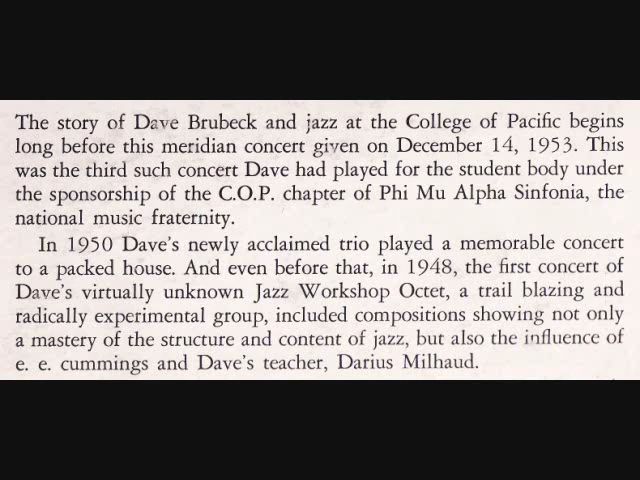 The story of Dave Brubeck and jazz at the College of Pacific begins
long before this meridian concert given on December 14, 1953. This
was the third such concert Dave had played for the student body under
the sponsorship of the C.O.P. chapter of Phi Mu Alpha Sinfonia, the
national music fraternity.
In 1950 Dave's newly acclaimed trio played a memorable concert
to a packed house. And even before that, in 1948, the first concert of
Dave's virtually unknown Jazz Workshop Octet, a trail blazing and
radically experimental group, included compositions showing not only
a mastery of the structure and content of jazz, but also the influence of
e. e. cummings and Dave's teacher, Darius Milhaud.